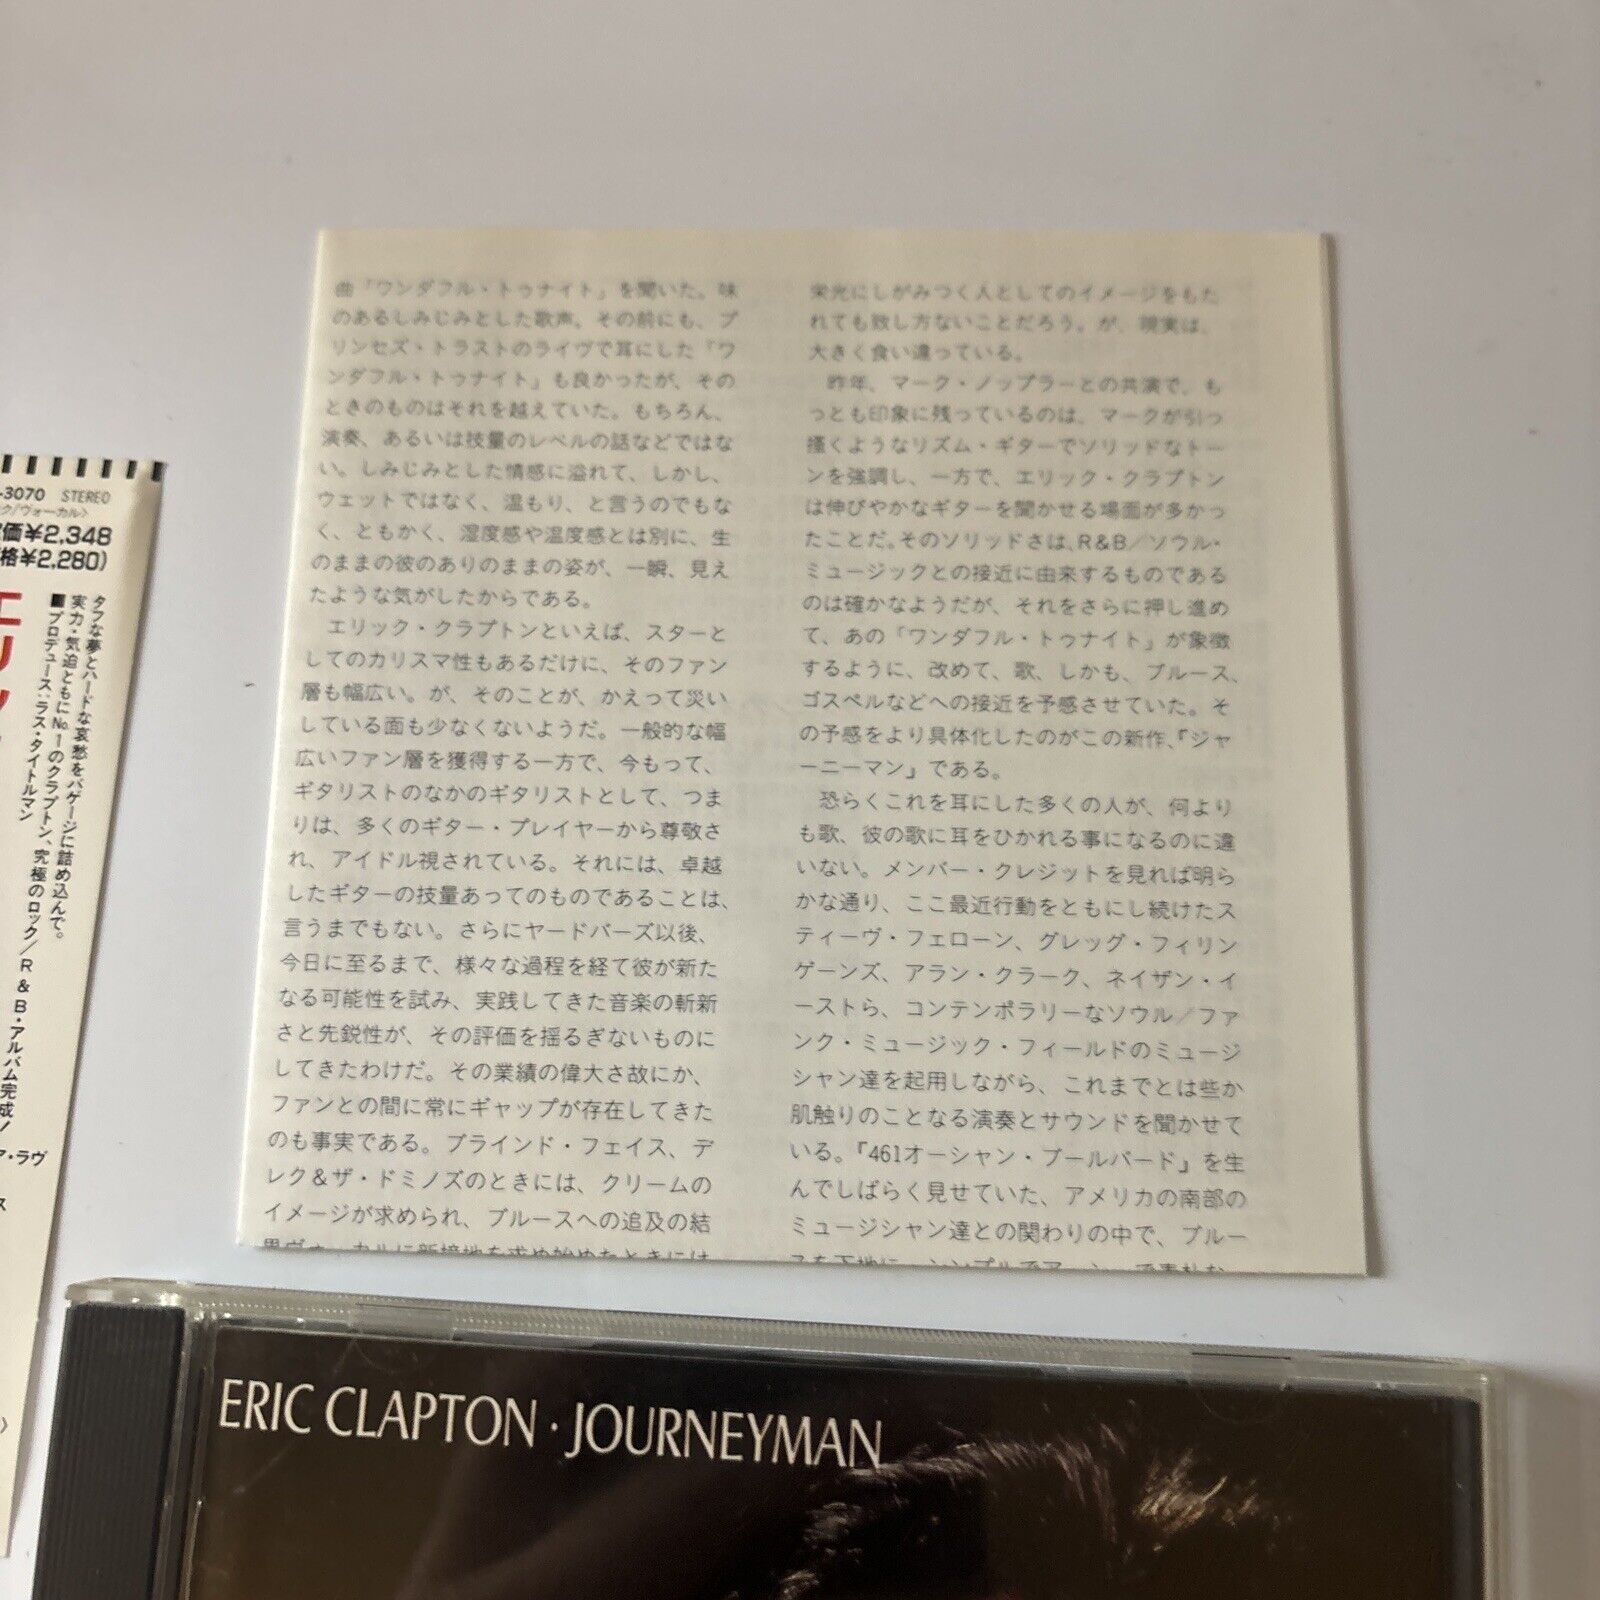 -3070 STEREO
ク/ヴォーカル〉
価¥2,348
格¥2,280)
タフな夢とハードな哀愁をバゲージに詰め込んで。
実力・気迫ともにNo.1のクラプトン、究極のロック/R&B・アルバム完成!
■プロデュース:ラス・タイトルマン
ア・ラヴ
ス
曲「ワンダフル・トゥナイト」を聞いた。味
のあるしみじみとした歌声。その前にも、プ
リンセズ・トラストのライヴで耳にした「ワ
ンダフル・トゥナイト」も良かったが、その
ときのものはそれを越えていた。もちろん、
演奏、あるいは技量のレベルの話などではな
い。しみじみとした情感に溢れて、しかし、
ウェットではなく、温もり、と言うのでもな
く、ともかく、湿度感や温度感とは別に、生
のままの彼のありのままの姿が、一瞬、見え
たような気がしたからである。
エリック・クラプトンといえば、スターと
してのカリスマ性もあるだけに、そのファン
層も幅広い。が、そのことが、かえって災い
している面も少なくないようだ。一般的な幅
広いファン層を獲得する一方で、今もって、
ギタリストのなかのギタリストとして、つま
りは、多くのギター・プレイヤーから尊敬さ
れ、アイドル視されている。それには、卓越
したギターの技量あってのものであることは、
言うまでもない。さらにヤードバーズ以後、
今日に至るまで、様々な過程を経て彼が新た
なる可能性を試み、実践してきた音楽の斬新
さと先鋭性が、その評価を揺るぎないものに
してきたわけだ。その業績の偉大さ故にか、
ファンとの間に常にギャップが存在してきた
のも事実である。ブラインド・フェイス、デ
レク&ザ・ドミノズのときには、クリームの
イメージが求められ、ブルースへの追及の結
果ヴォーカルに新境地を求め始めたときには
栄光にしがみつく人としてのイメージをもた
れても致し方ないことだろう。が、現実は、
大きく食い違っている。
昨年、マーク・ノップラーとの共演で、も
っとも印象に残っているのは、マークが引っ
掻くようなリズム・ギターでソリッドなトー
ンを強調し、一方で、エリック・クラプトン
は伸びやかなギターを聞かせる場面が多かっ
たことだ。そのソリッドさは、R&B/ソウル・
ミュージックとの接近に由来するものである
のは確かなようだが、それをさらに押し進め
て、あの「ワンダフル・トゥナイト」が象徴
するように、改めて、歌、しかも、ブルース、
ゴスペルなどへの接近を予感させていた。そ
の予感をより具体化したのがこの新作、「ジャ
ーニーマン」である。
恐らくこれを耳にした多くの人が、何より
も歌、彼の歌に耳をひかれる事になるのに違
いない。メンバー・クレジットを見れば明ら
かな通り、ここ最近行動をともにし続けたス
ティーヴ・フェローン、グレッグ・フィリン
ゲーンズ、アラン・クラーク、ネイザン・イ
ーストら、コンテンポラリーなソウル/ファ
ンク・ミュージック・フィールドのミュージ
シャン達を起用しながら、これまでとは些か
肌触りのことなる演奏とサウンドを聞かせて
いる。「461オーシャン・ブールバード」を生
んでしばらく見せていた、アメリカの南部の
ミュージシャン達との関わりの中で、ブルー
ERIC CLAPTON・JOURNEYMAN